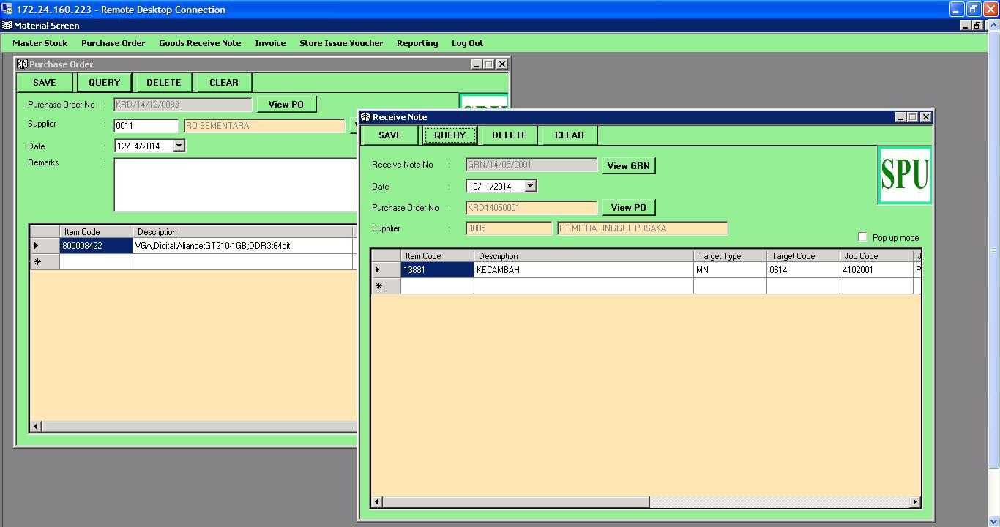 172.24.160.223 - Remote Desktop Connection
Material Screen
Master Stock Purchase Order Goods Receive Note Invoice Store Issue Voucher Reporting Log Out
Purchase Order
SAVE QUERY DELETE CLEAR
Purchase Order No : KRD/14/12/0083 View PO
Supplier : 0011 RO SEMENTARA
Date : 12/ 4/2014
Remarks :
Item Code Description
800008422 VGA,Digital,Aliance;GT210-1GB;DDR3;64bit
Receive Note
SAVE QUERY DELETE CLEAR
SPU
Receive Note No : GRN/14/05/0001 View GRN
Date : 10/ 1/2014
Purchase Order No : KRD14050001 View PO
Supplier : 0005 PT.MITRA UNGGUL PUSAKA
Pop up mode
Item Code Description Target Type Target Code Job Code
13881 KECAMBAH MN 0614 4102001